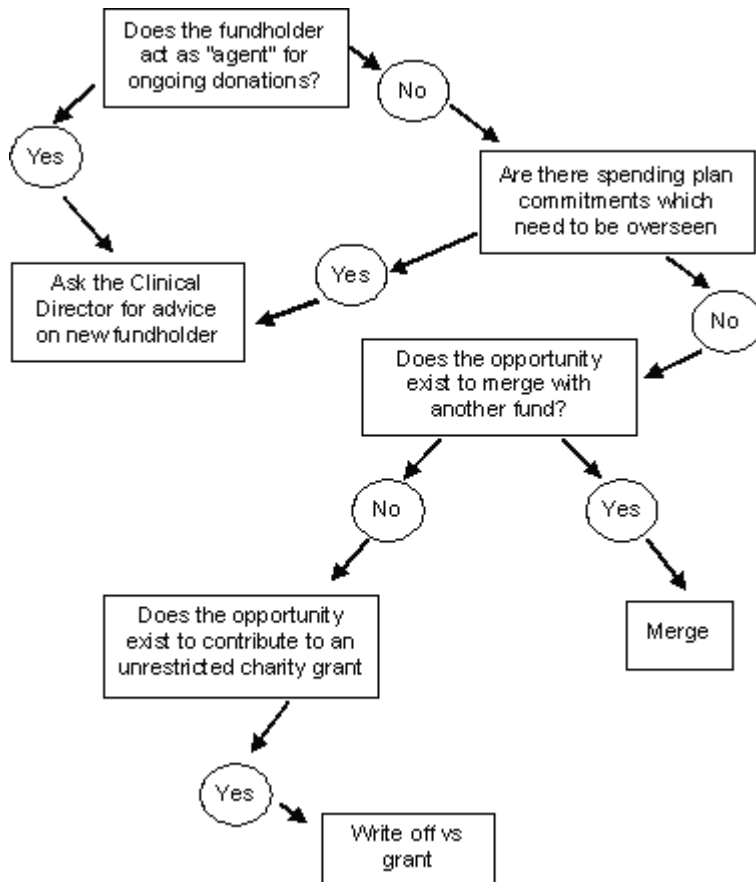 Does the fundholder
act as "agent" for
ongoing donations?
No
Yes
Are there spending plan
commitments which
need to be overseen
Yes
Ask the Clinical
Director for advice
on new fundholder
No
Does the opportunity
exist to merge with
another fund?
No
Yes
Does the opportunity
exist to contribute to an
unrestricted charity grant
Merge
Yes
Write off vs
grant